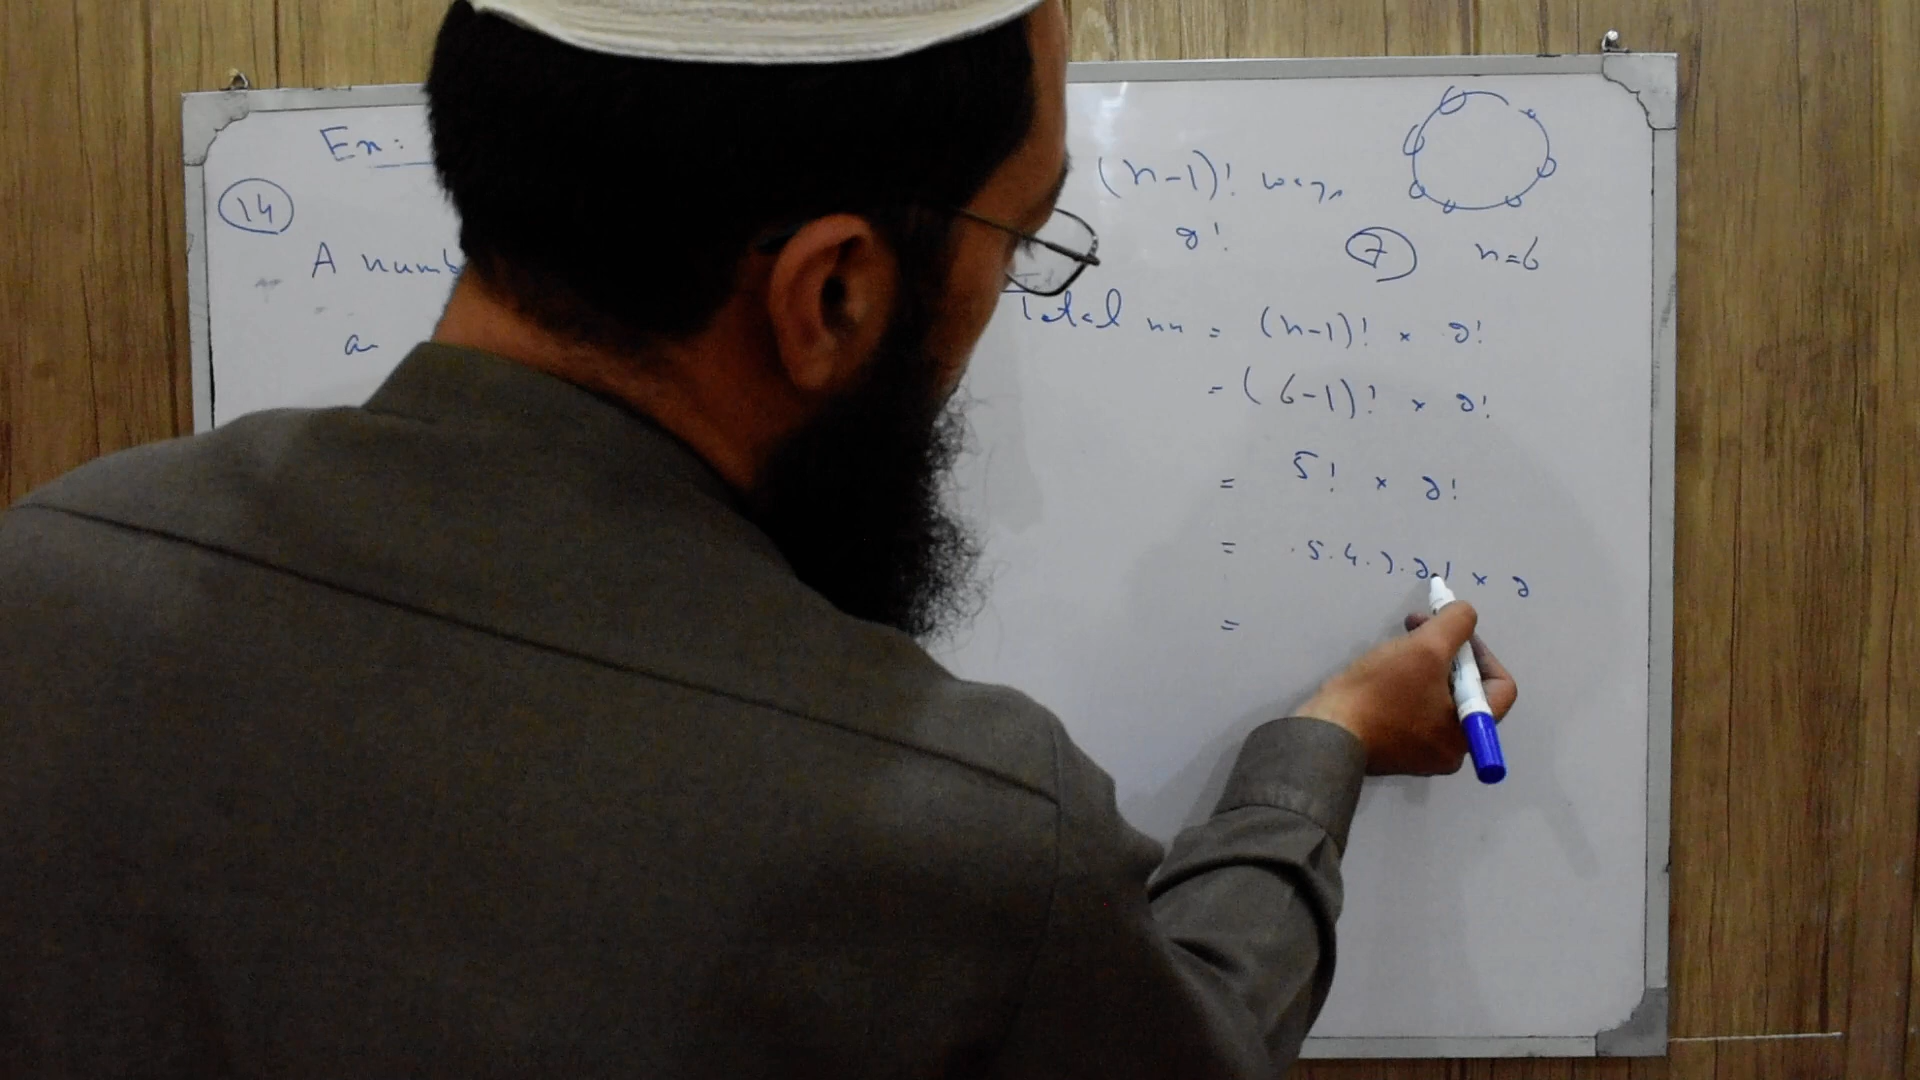 Ex:
14
A numb
a
(n-1)! ways
2!
7 n=6
Total nn = (n-1)! × 2!
= (6-1)! × 2!
= 5! × 2!
= 5.4.3.2.1 × 2
=